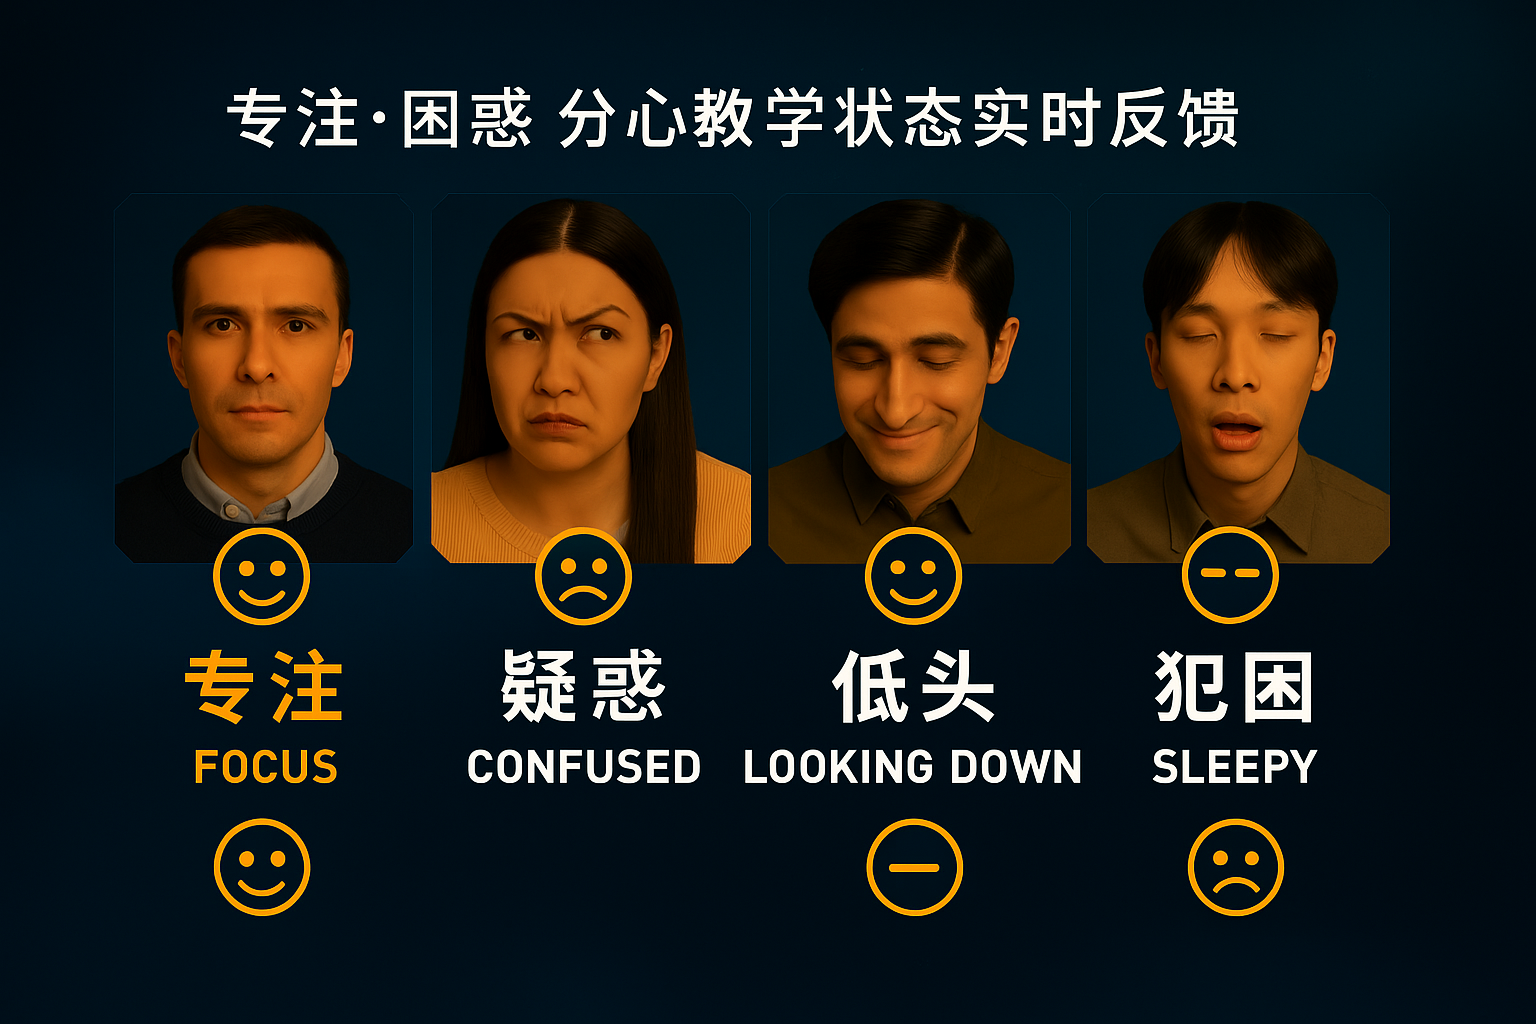 专注·困惑 分心教学状态实时反馈
专注
FOCUS
疑惑
CONFUSED
低头
LOOKING DOWN
犯困
SLEEPY